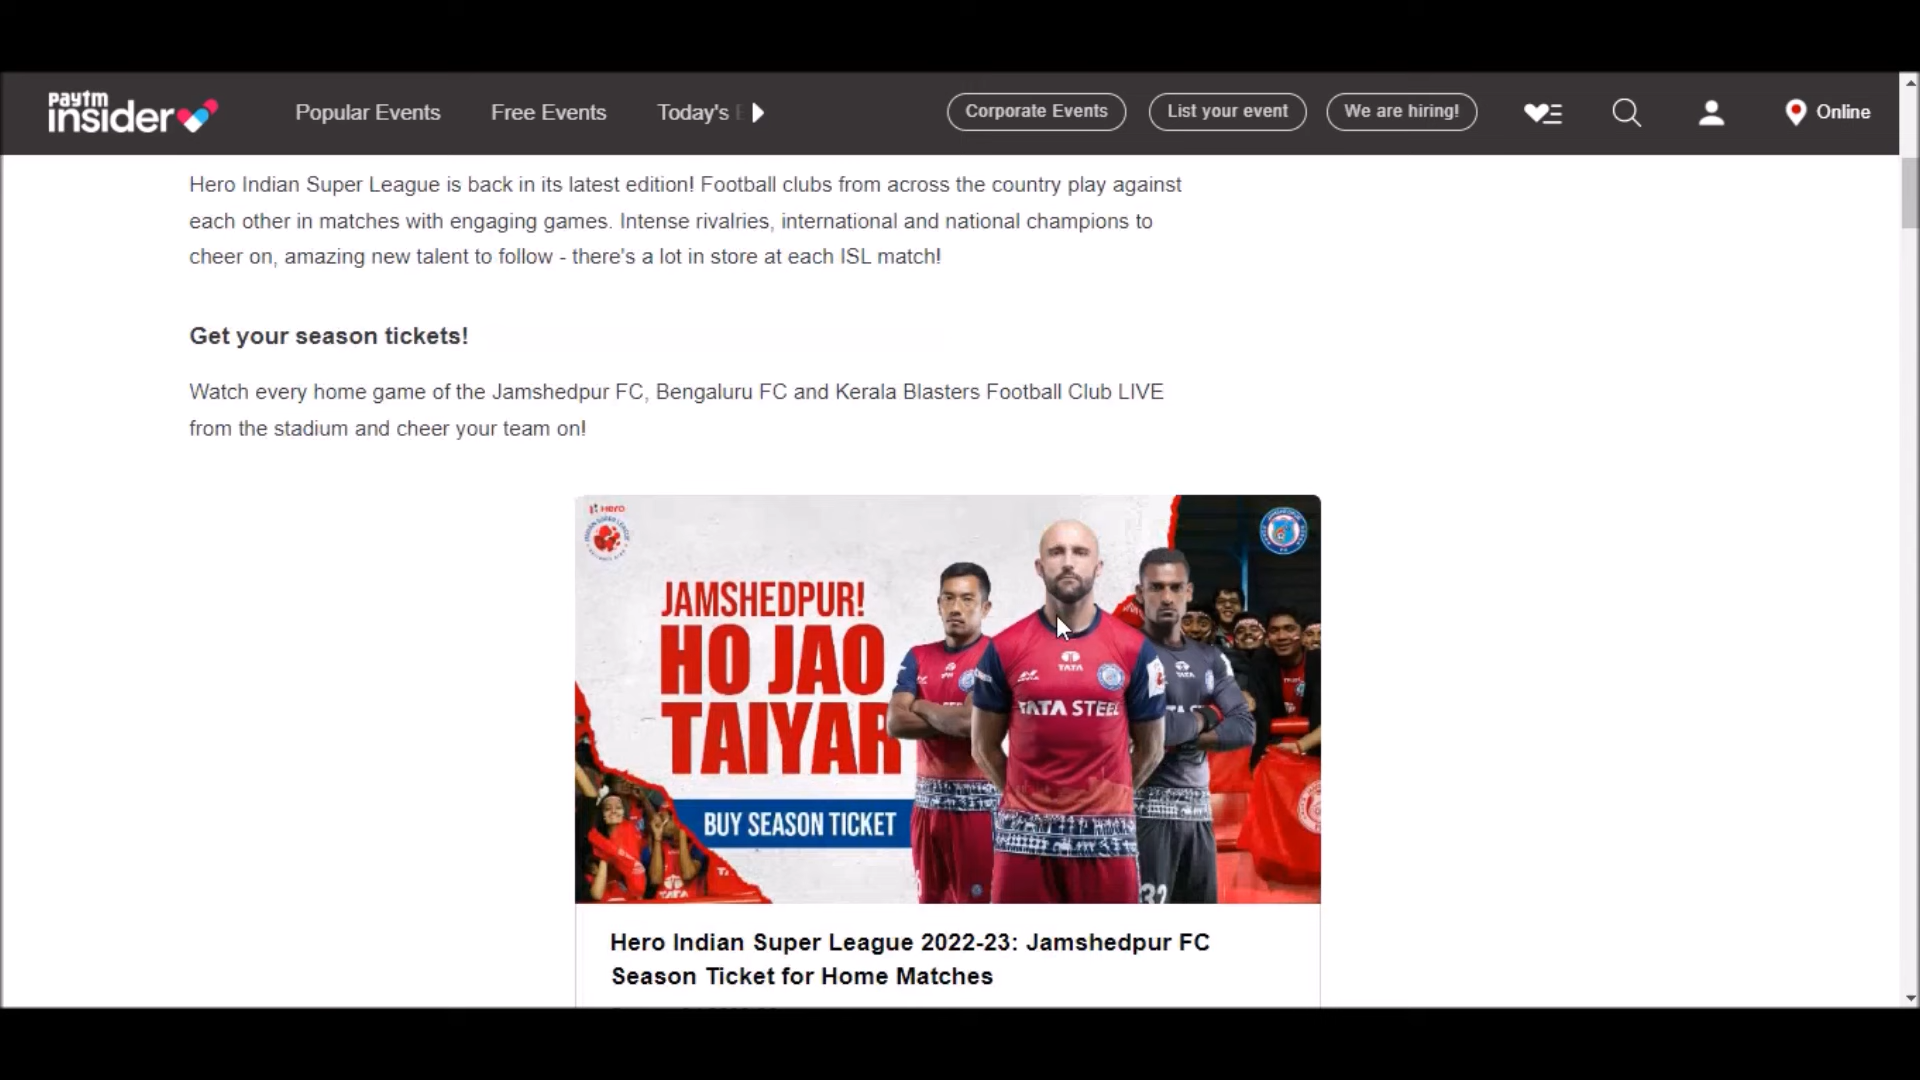 paytm
insider
Popular Events
Free Events
Today's
Corporate Events
List your event
We are hiring!
Online
Hero Indian Super League is back in its latest edition! Football clubs from across the country play against
each other in matches with engaging games. Intense rivalries, international and national champions to
cheer on, amazing new talent to follow - there's a lot in store at each ISL match!
Get your season tickets!
Watch every home game of the Jamshedpur FC, Bengaluru FC and Kerala Blasters Football Club LIVE
from the stadium and cheer your team on!
Hero
INDIAN SUPER LEAGUE
JAMSHEDPUR
JAMSHEDPUR!
HO JAO
TAIYAR
BUY SEASON TICKET
TATA
TATA STEEL
TATA
32
TATA
Hero Indian Super League 2022-23: Jamshedpur FC
Season Ticket for Home Matches